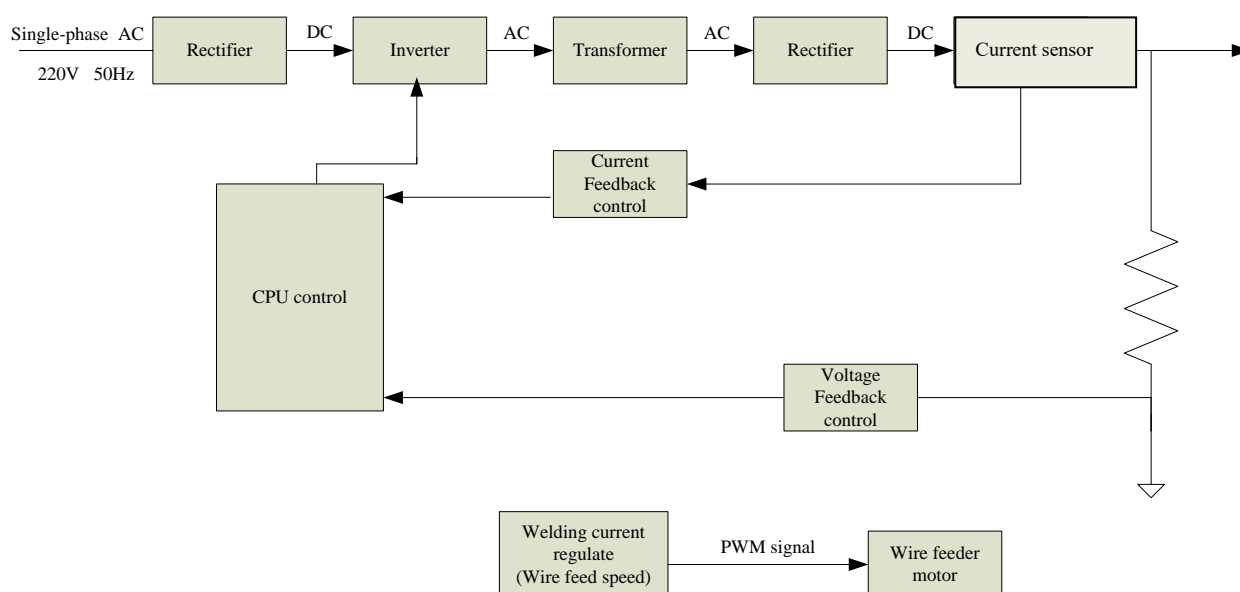 Single-phase AC
220V 50Hz
Rectifier
DC
Inverter
AC
Transformer
AC
Rectifier
DC
Current sensor
Current
Feedback
control
CPU control
Voltage
Feedback
control
Welding current
regulate
(Wire feed speed)
PWM signal
Wire feeder
motor